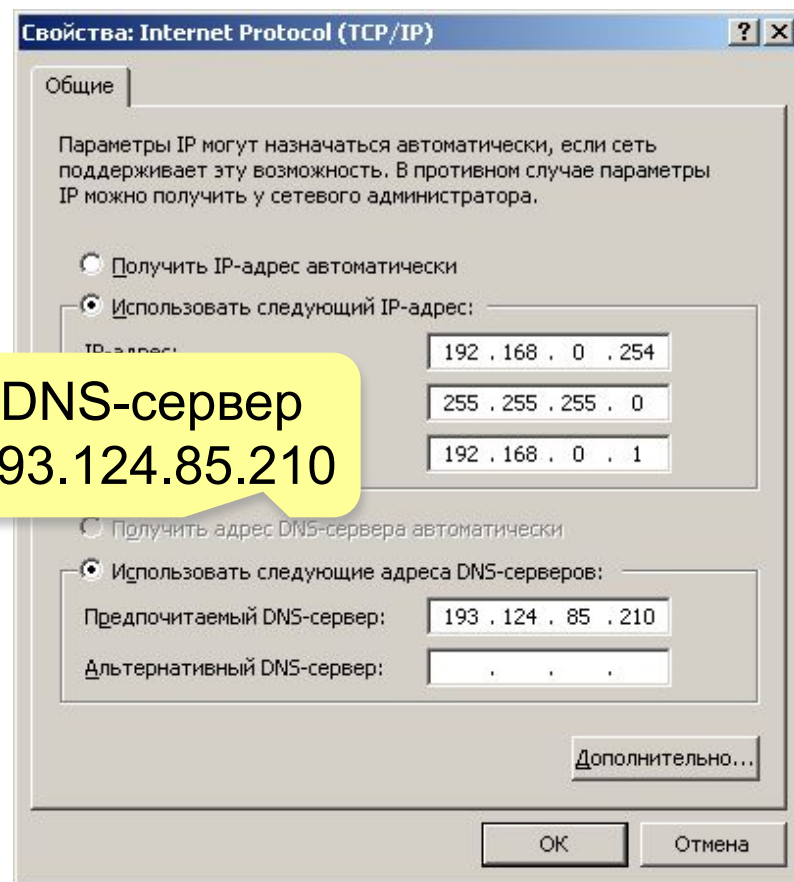 Свойства: Internet Protocol (TCP/IP)
Общие
Параметры IP могут назначаться автоматически, если сеть
поддерживает эту возможность. В противном случае параметры
IP можно получить у сетевого администратора.
Получить IP-адрес автоматически
Использовать следующий IP-адрес:
IP-адрес: 192 . 168 . 0 . 254
255 . 255 . 255 . 0
192 . 168 . 0 . 1
DNS-сервер
93.124.85.210
Получить адрес DNS-сервера автоматически
Использовать следующие адреса DNS-серверов:
Предпочитаемый DNS-сервер: 193 . 124 . 85 . 210
Альтернативный DNS-сервер: . . .
Дополнительно...
OK Отмена